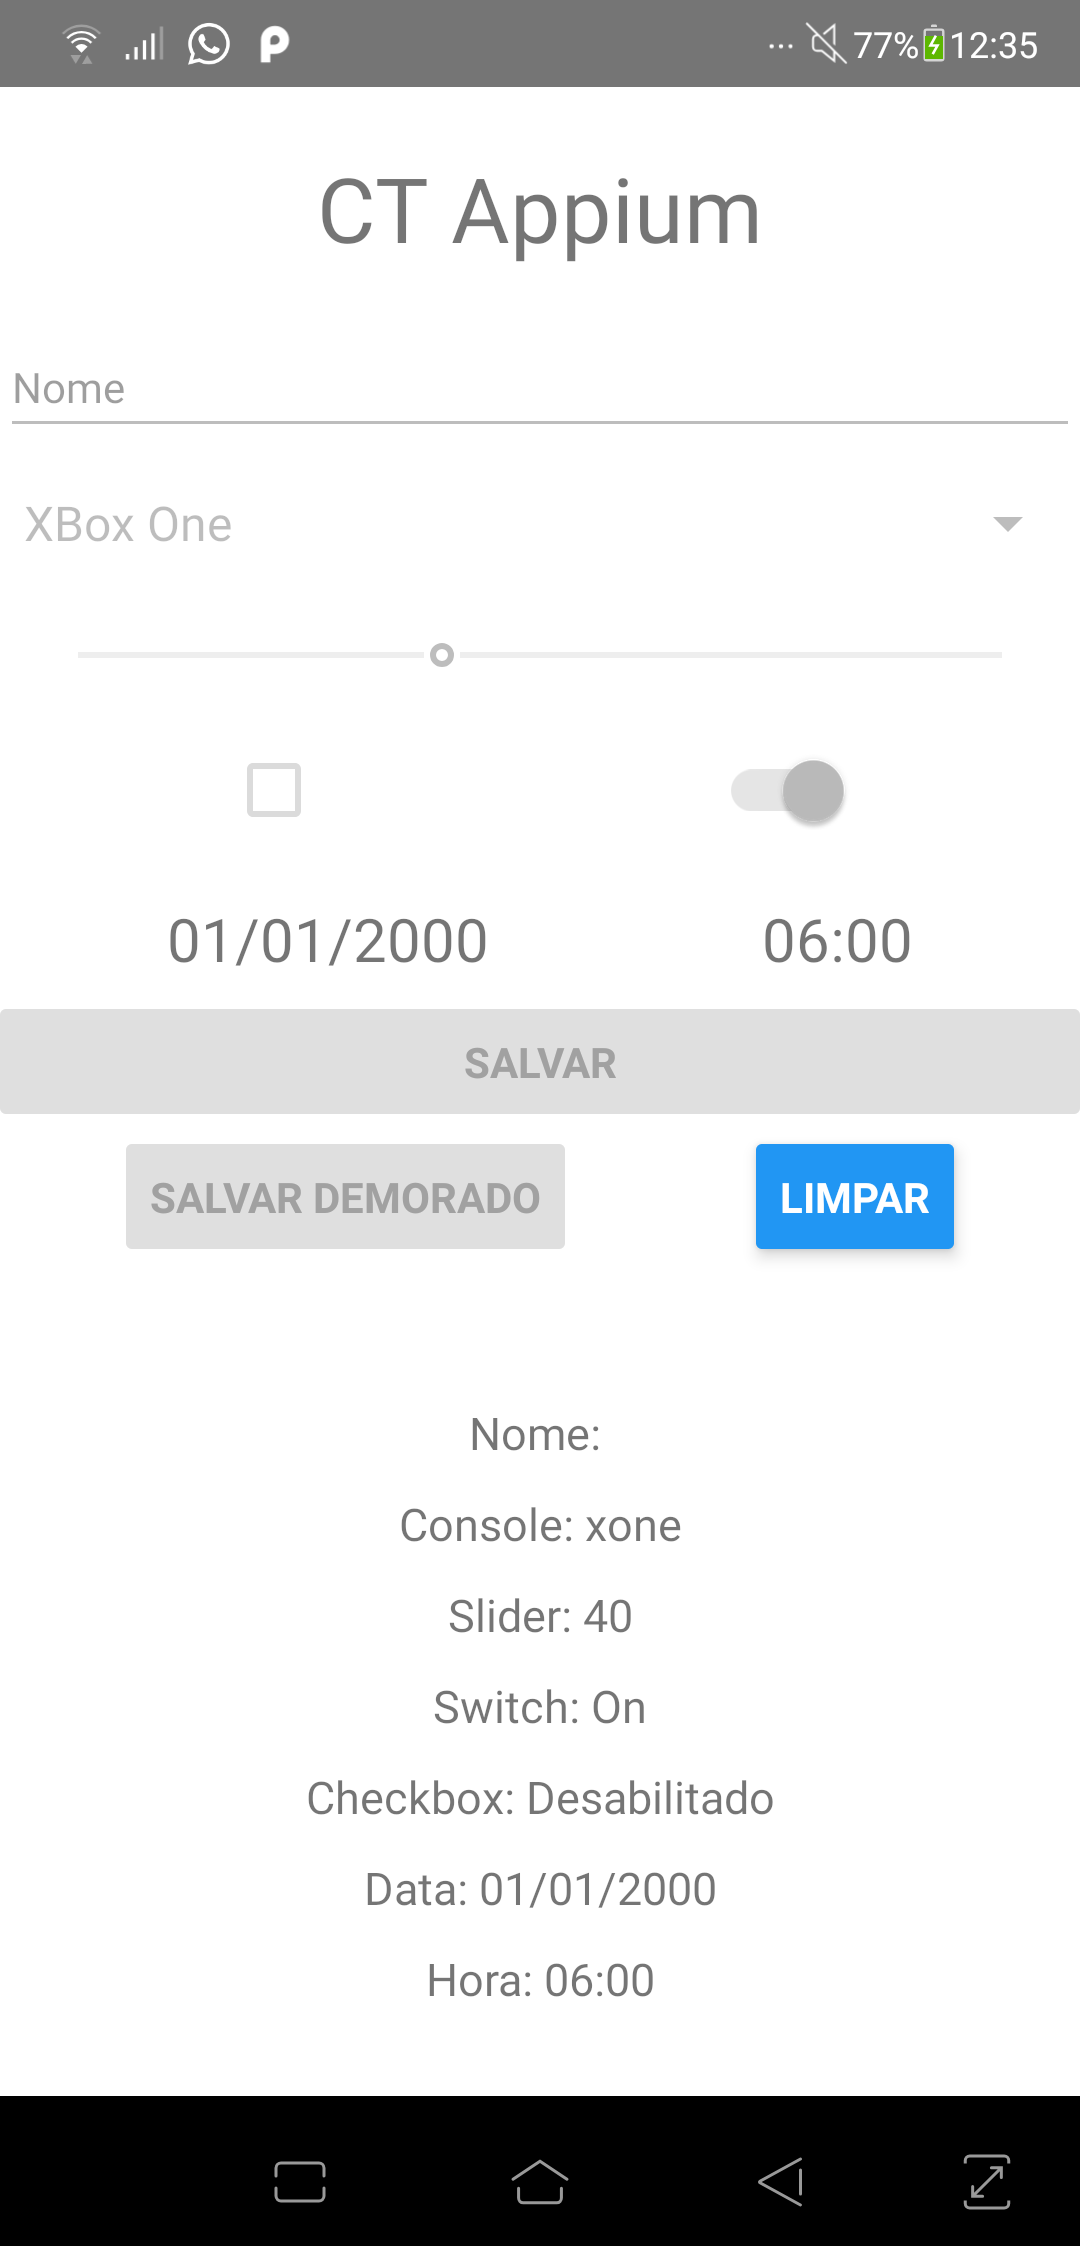 ... 77% 12:35
CT Appium
Nome
XBox One
01/01/2000 06:00
SALVAR
SALVAR DEMORADO LIMPAR
Nome:
Console: xone
Slider: 40
Switch: On
Checkbox: Desabilitado
Data: 01/01/2000
Hora: 06:00